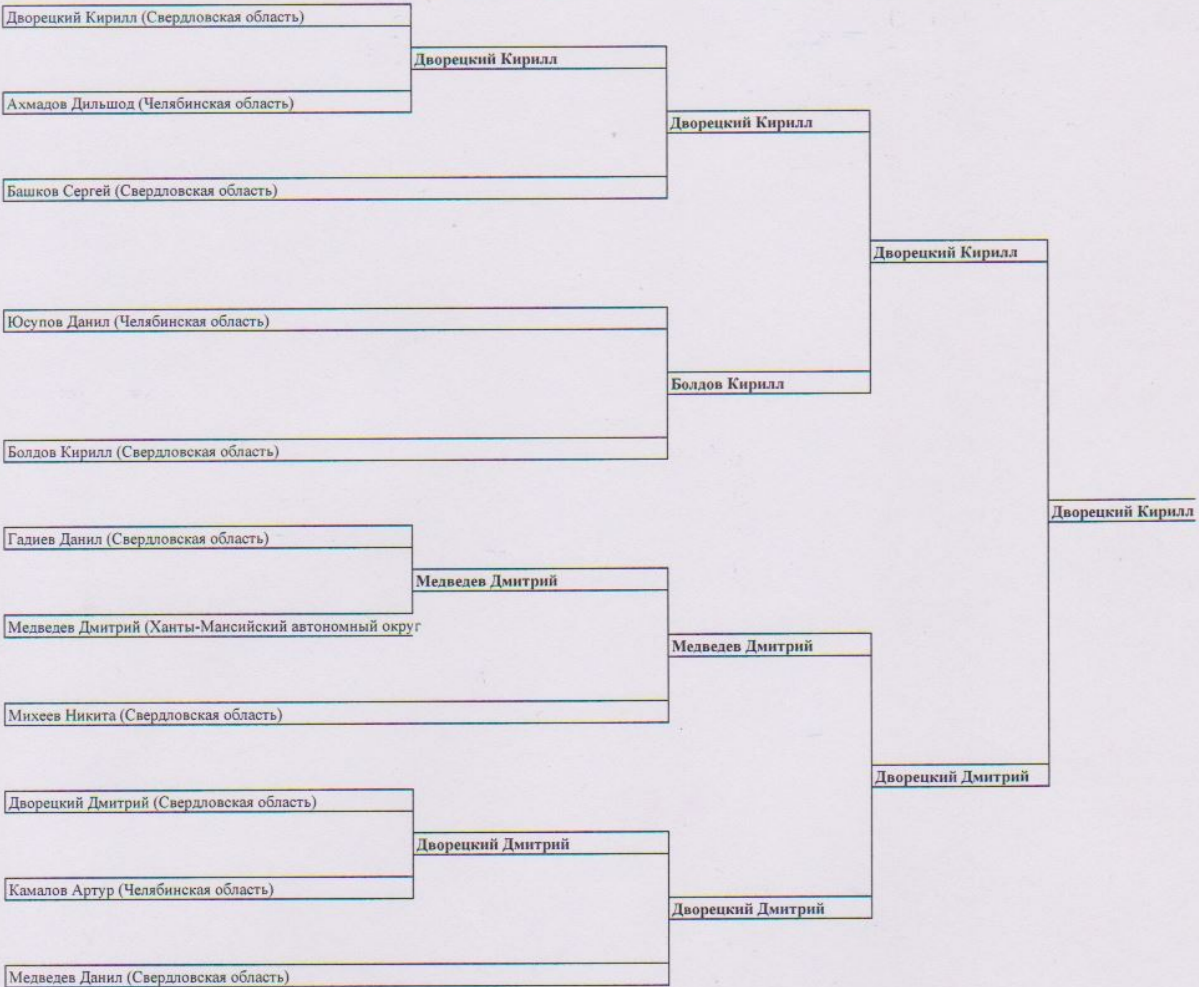 Дворецкий Кирилл (Свердловская область)
Дворецкий Кирилл
Ахмадов Дильшод (Челябинская область)
Дворецкий Кирилл
Башков Сергей (Свердловская область)
Дворецкий Кирилл
Юсупов Данил (Челябинская область)
Болдов Кирилл
Болдов Кирилл (Свердловская область)
Дворецкий Кирилл
Гадиев Данил (Свердловская область)
Медведев Дмитрий
Медведев Дмитрий (Ханты-Мансийский автономный округ
Медведев Дмитрий
Михеев Никита (Свердловская область)
Дворецкий Дмитрий
Дворецкий Дмитрий (Свердловская область)
Дворецкий Дмитрий
Камалов Артур (Челябинская область)
Дворецкий Дмитрий
Медведев Данил (Свердловская область)